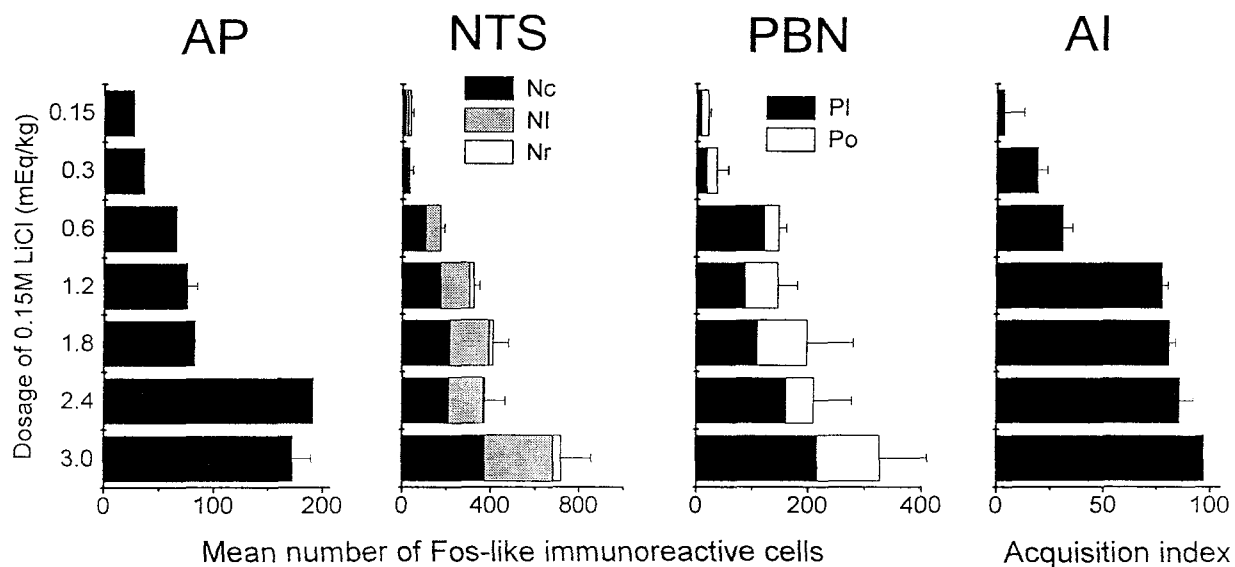 AP NTS PBN AI
Nc
Nl
Nr
Pl
Po
Dosage of 0.15M LiCl (mEq/kg)
0.15
0.3
0.6
1.2
1.8
2.4
3.0
0 100 200 0 400 800 0 200 400 0 50 100
Mean number of Fos-like immunoreactive cells Acquisition index